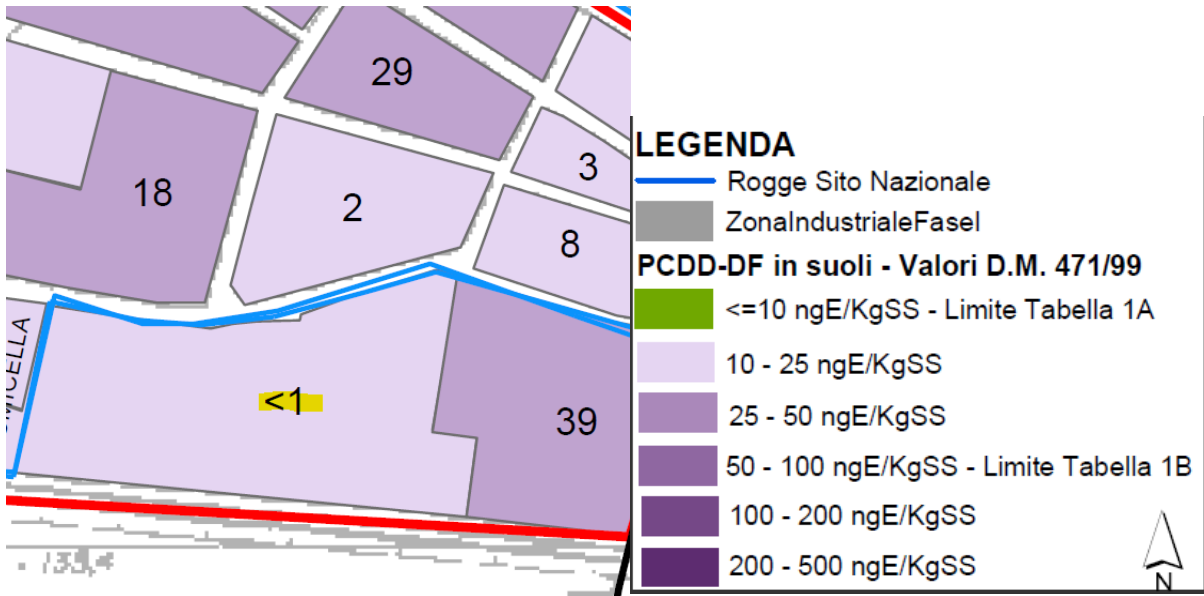 29
3
18
2
8
MICELLA
<1
39
LEGENDA
Rogge Sito Nazionale
ZonaIndustrialeFasel
PCDD-DF in suoli - Valori D.M. 471/99
<=10 ngE/KgSS - Limite Tabella 1A
10 - 25 ngE/KgSS
25 - 50 ngE/KgSS
50 - 100 ngE/KgSS - Limite Tabella 1B
100 - 200 ngE/KgSS
200 - 500 ngE/KgSS
N